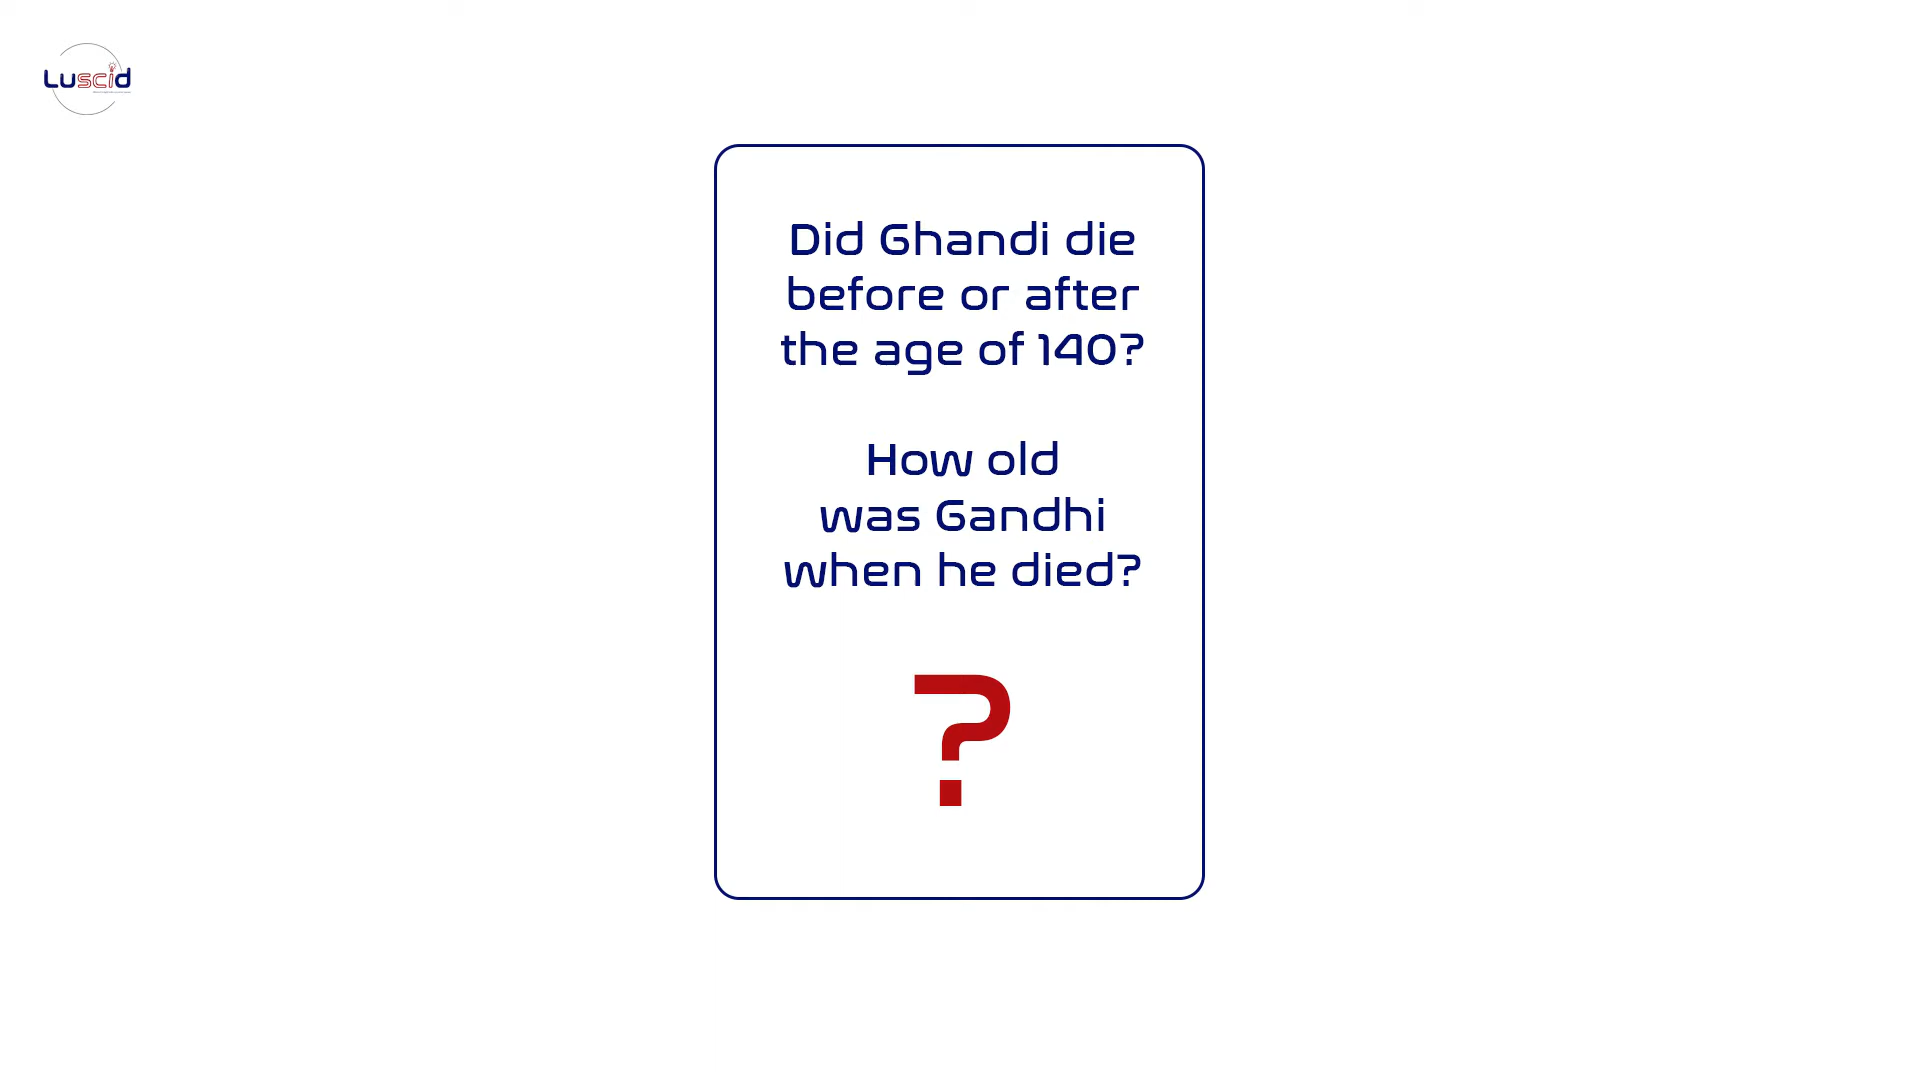 Luscid
Did Ghandi die
before or after
the age of 140?
How old
was Gandhi
when he died?
?